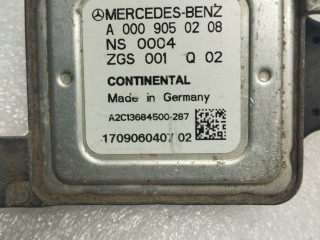 MERCEDES-BENZ
A 000 905 02 08
NS 0004
ZGS 001 Q 02
CONTINENTAL
Made in Germany
A2C13684500-287
1709060407 02